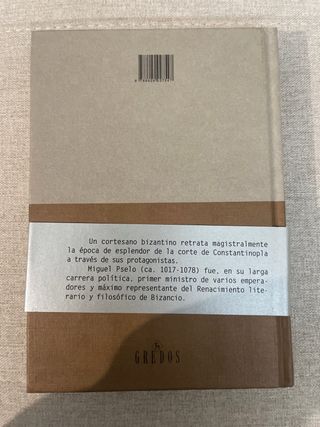 Un cortesano bizantino retrata magistralmente
la época de esplendor de la corte de Constantinopla
a través de sus protagonistas.
Miguel Pselo (ca. 1017-1078) fue, en su larga
carrera política, primer ministro de varios empera-
dores y máximo representante del Renacimiento lite-
rario y filosófico de Bizancio.
GREDOS